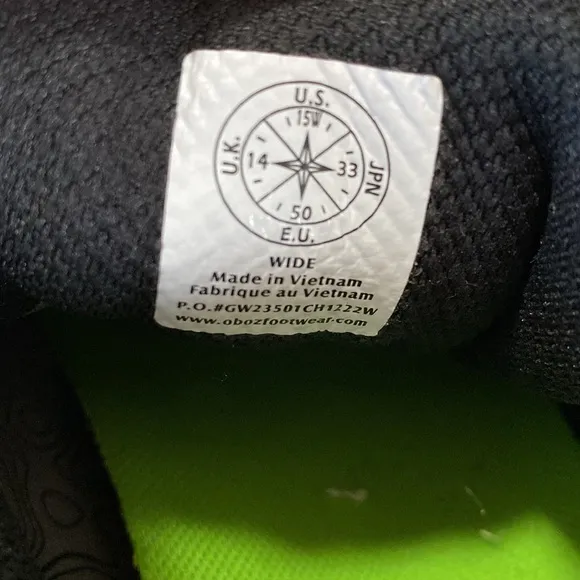 U.S.
15W
U.K.
14
33
JPN
50
E.U.
WIDE
Made in Vietnam
Fabrique au Vietnam
P.O.#GW23501CH1222W
www.obozfootwear.com